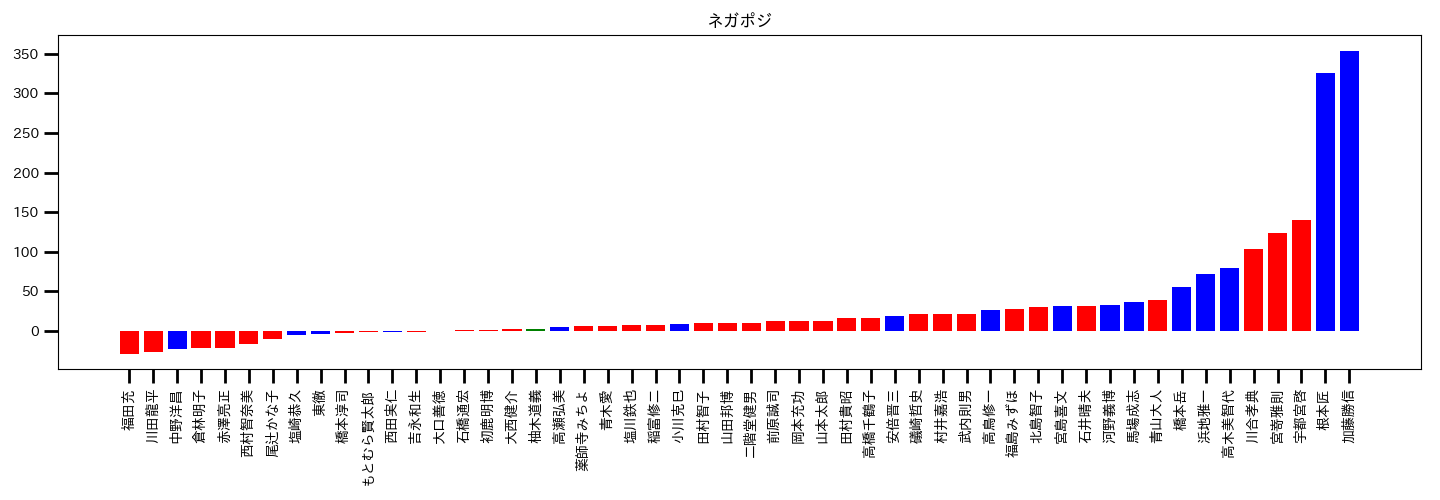 ネガポジ
350
300
250
200
150
100
50
0
福田充
川田龍平
中野洋昌
倉林明子
赤澤亮正
西村智奈美
尾辻かな子
塩崎恭久
東徹
橋本淳司
もとむら賢太郎
西田実仁
吉永和生
大口善徳
石橋通宏
初鹿明博
大西健介
柚木道義
高瀬弘美
薬師寺みちよ
青木愛
塩川鉄也
稲富修二
小川克巳
田村智子
山田邦博
二階堂健男
前原誠司
岡本充功
山本太郎
田村貴昭
高橋千鶴子
安倍晋三
礒崎哲史
村井嘉浩
武内則男
高鳥修一
福島みずほ
北島智子
宮島喜文
石井晴夫
河野義博
馬場成志
青山大人
橋本岳
浜地雅一
高木美智代
川合孝典
宮嵜雅則
宇都宮啓
根本匠
加藤勝信